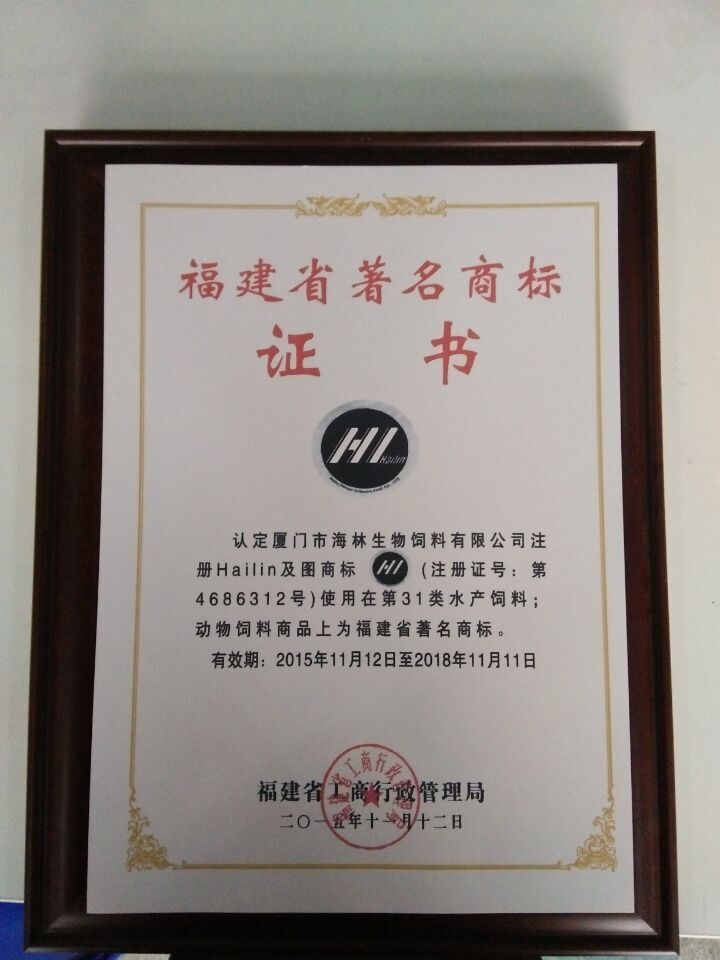 福建省著名商标
证书
HI
Hailin
认定厦门市海林生物饲料有限公司注
册Hailin及图商标 HI (注册证号：第
4686312号)使用在第31类水产饲料；
动物饲料商品上为福建省著名商标。
有效期：2015年11月12日至2018年11月11日
福建省工商行政管理局
二〇一五年十一月十二日